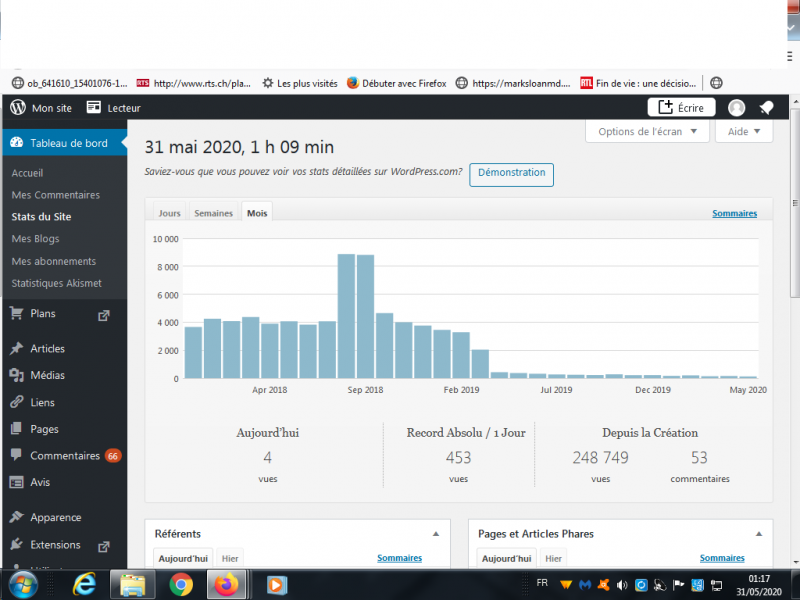 ob_641610_15401076-1...
RTS http://www.rts.ch/pla...
Les plus visités
Débuter avec Firefox
https://marksloanmd....
RTL Fin de vie : une décisio...
Mon site
Lecteur
Écrire
Tableau de bord
Accueil
Mes Commentaires
Stats du Site
Mes Blogs
Mes abonnements
Statistiques Akismet
Plans
Articles
Médias
Liens
Pages
Commentaires 66
Avis
Apparence
Extensions
Options de l'écran ▼
Aide ▼
31 mai 2020, 1 h 09 min
Saviez-vous que vous pouvez voir vos stats détaillées sur WordPress.com?
Démonstration
Jours Semaines Mois
Sommaires
10 000
8 000
6 000
4 000
2 000
0
Apr 2018 Sep 2018 Feb 2019 Jul 2019 Dec 2019 May 2020
Aujourd'hui
4
vues
Record Absolu / 1 Jour
453
vues
Depuis la Création
248 749 53
vues commentaires
Référents
Aujourd'hui Hier
Sommaires
Pages et Articles Phares
Aujourd'hui Hier
Sommaires
FR
01:17
31/05/2020